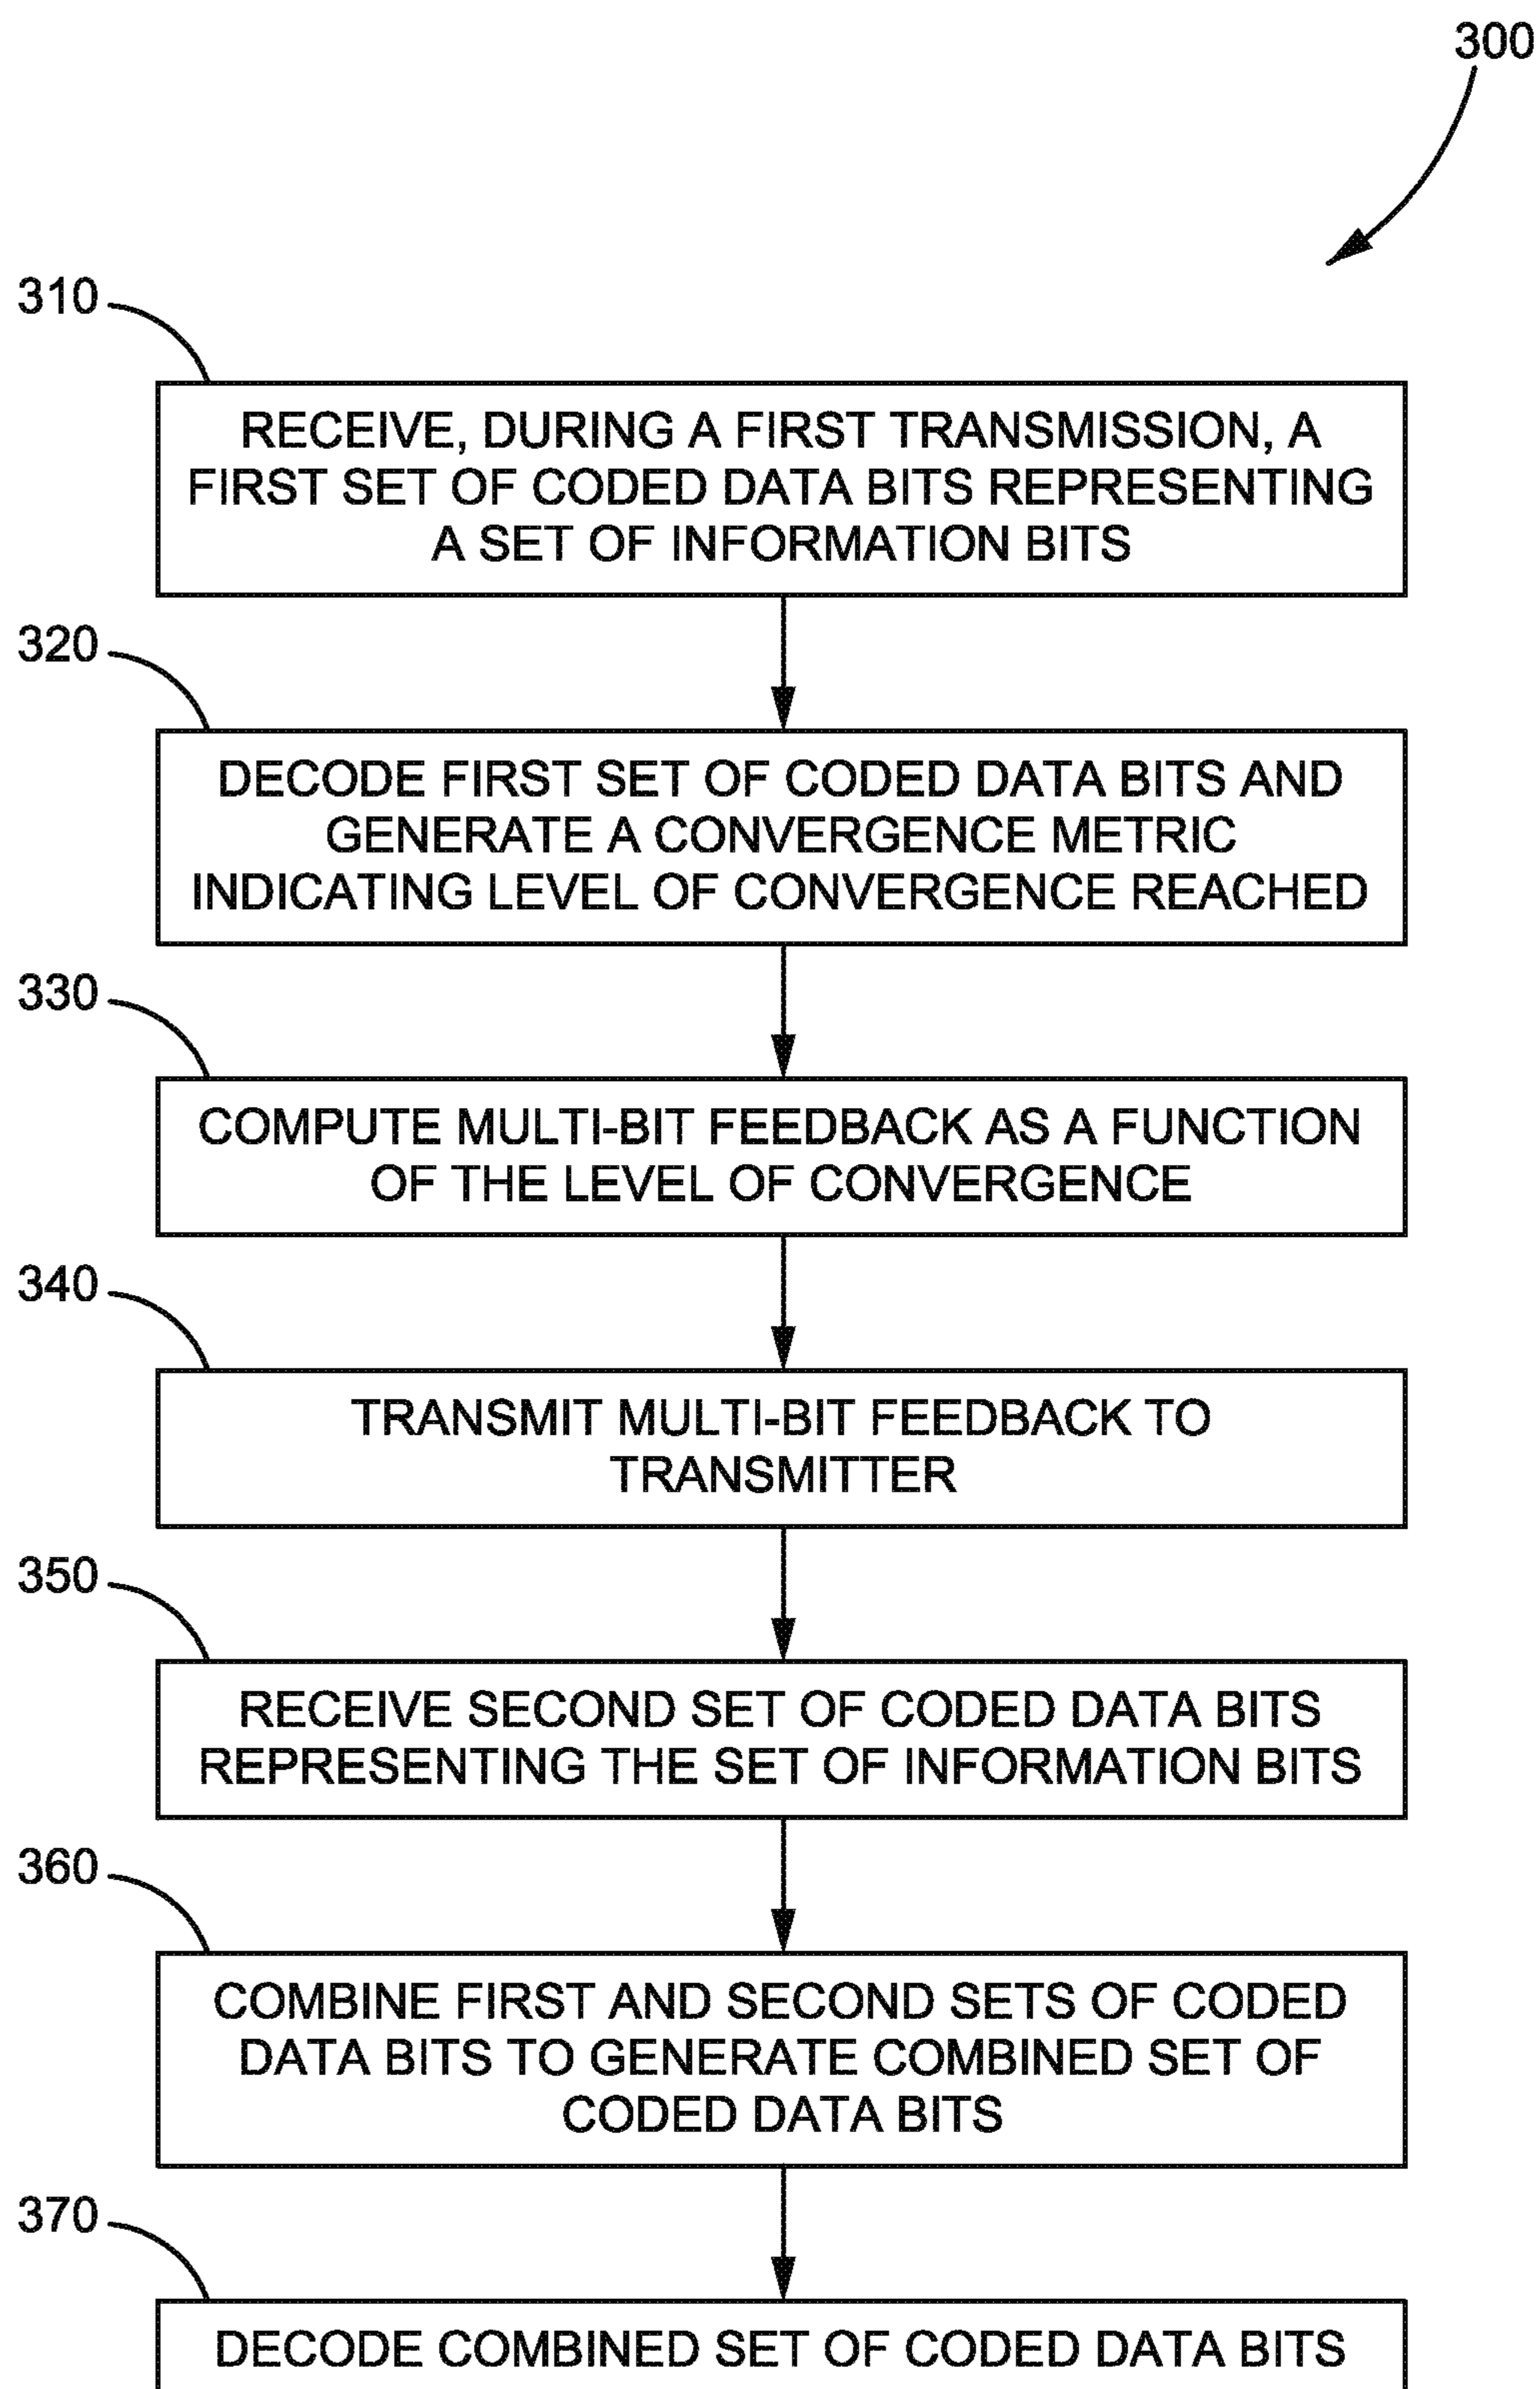 300
310
RECEIVE, DURING A FIRST TRANSMISSION, A
FIRST SET OF CODED DATA BITS REPRESENTING
A SET OF INFORMATION BITS
320
DECODE FIRST SET OF CODED DATA BITS AND
GENERATE A CONVERGENCE METRIC
INDICATING LEVEL OF CONVERGENCE REACHED
330
COMPUTE MULTI-BIT FEEDBACK AS A FUNCTION
OF THE LEVEL OF CONVERGENCE
340
TRANSMIT MULTI-BIT FEEDBACK TO
TRANSMITTER
350
RECEIVE SECOND SET OF CODED DATA BITS
REPRESENTING THE SET OF INFORMATION BITS
360
COMBINE FIRST AND SECOND SETS OF CODED
DATA BITS TO GENERATE COMBINED SET OF
CODED DATA BITS
370
DECODE COMBINED SET OF CODED DATA BITS